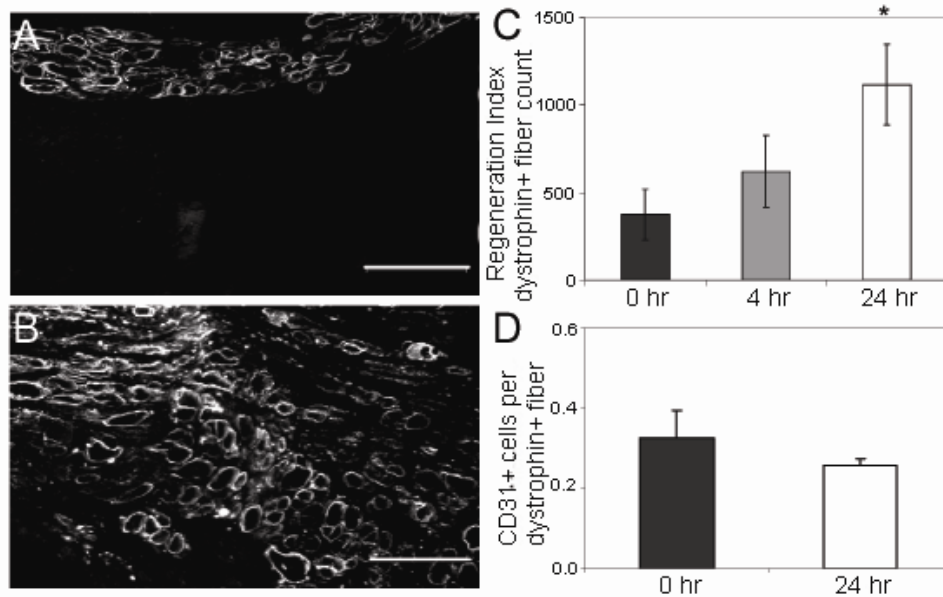 A
B
C
Regeneration Index
dystrophin+ fiber count
1500
1000
500
0
*
0 hr
4 hr
24 hr
D
CD31+ cells per
dystrophin+ fiber
0.6
0.4
0.2
0.0
0 hr
24 hr